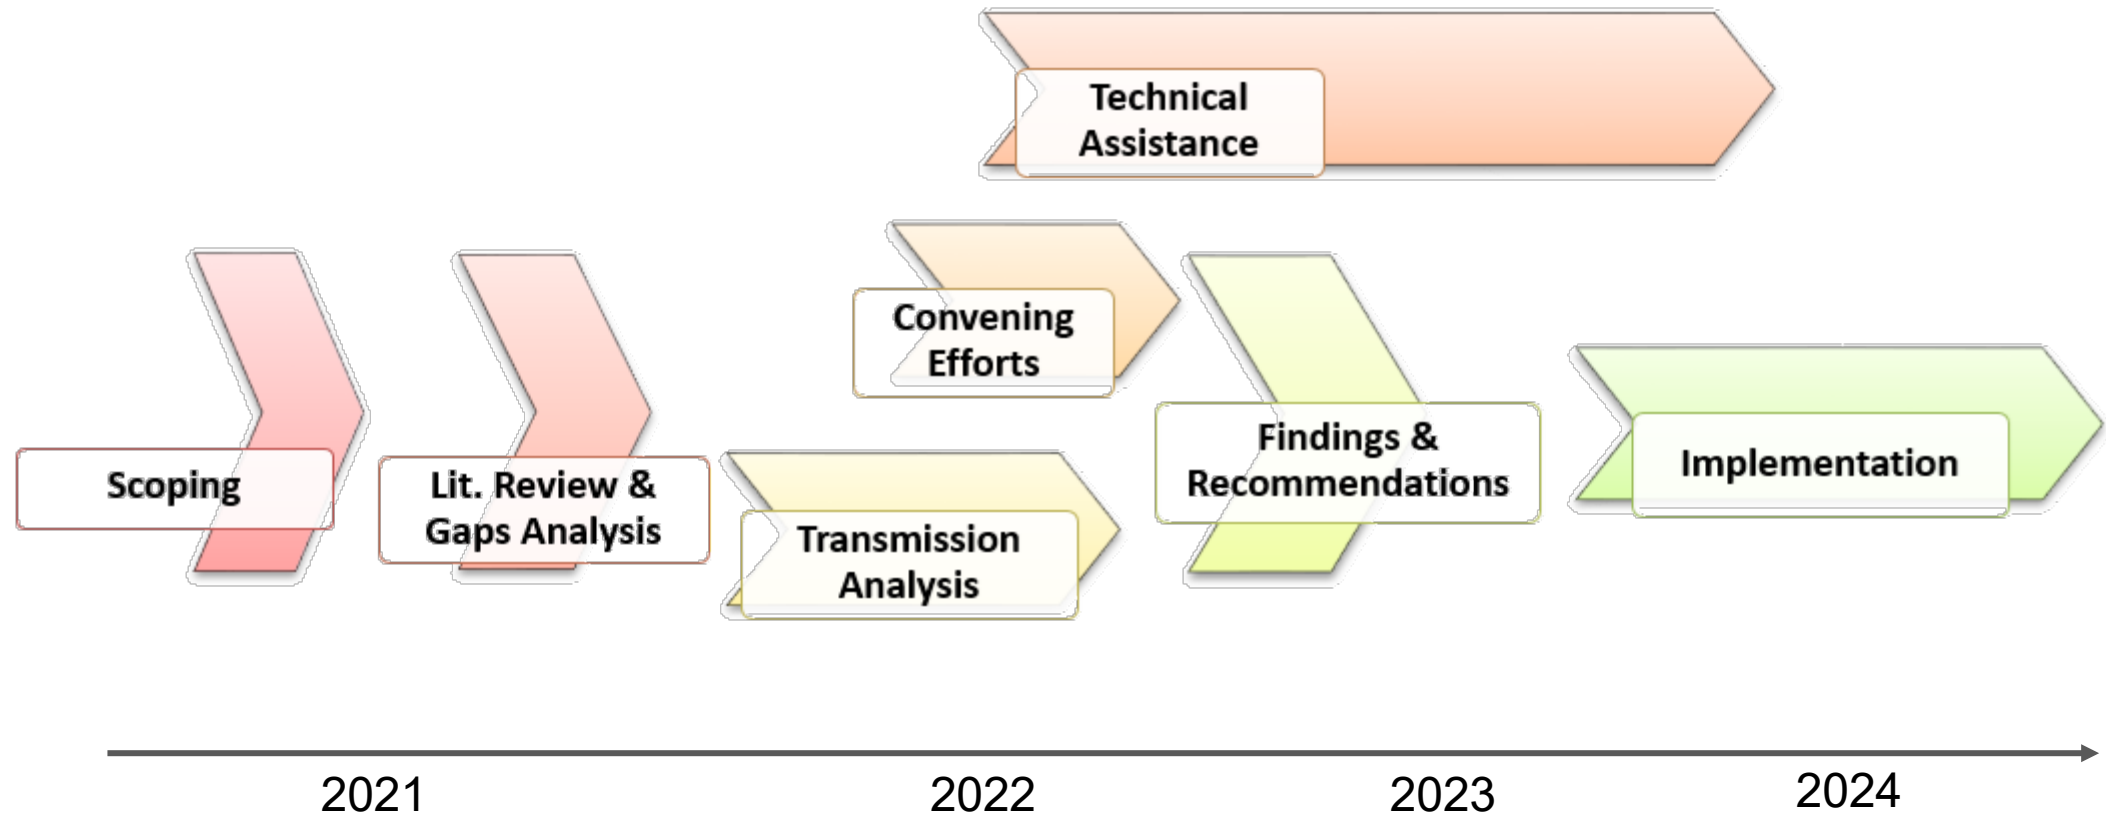 Technical
Assistance
Convening
Efforts
Scoping
Lit. Review &
Gaps Analysis
Transmission
Analysis
Findings &
Recommendations
Implementation
2021
2022
2023
2024